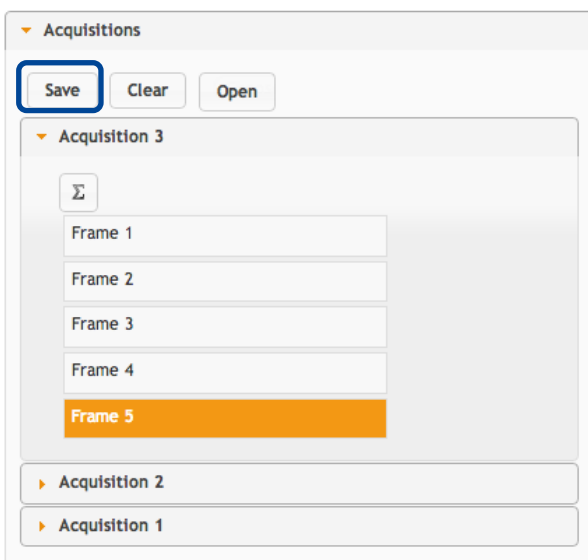 Acquisitions
Save Clear Open
Acquisition 3
Σ
Frame 1
Frame 2
Frame 3
Frame 4
Frame 5
Acquisition 2
Acquisition 1